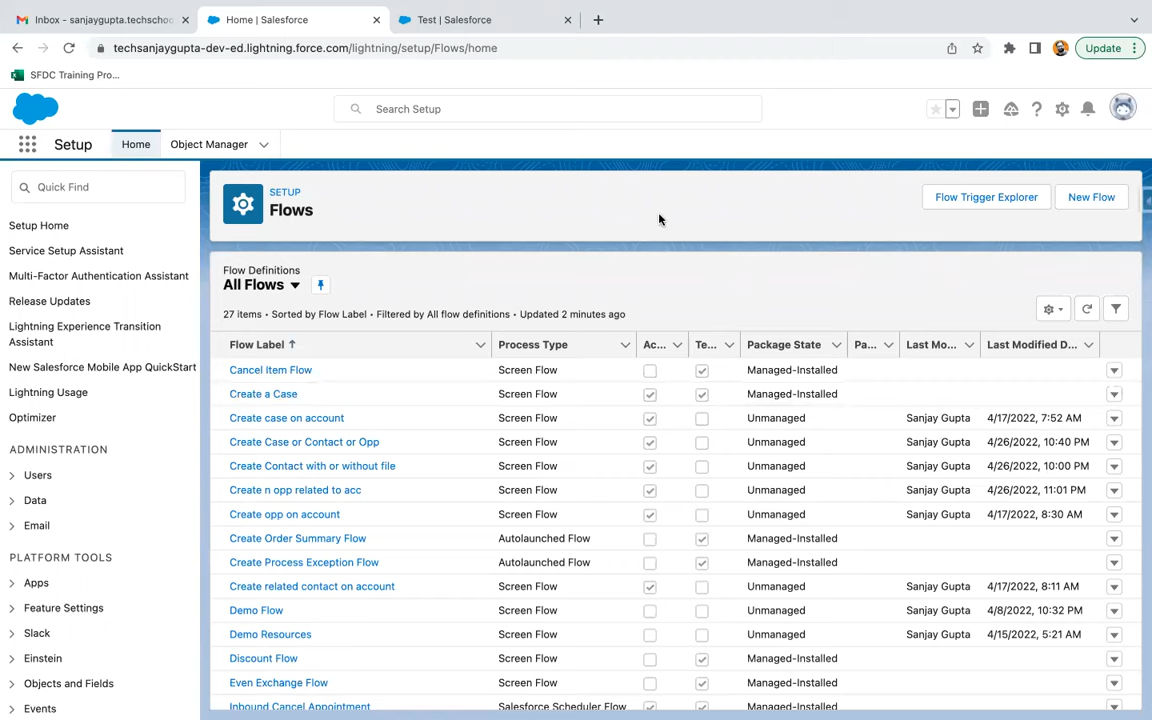 Inbox - sanjaygupta.techschoo
Home | Salesforce
Test | Salesforce
techsanjaygupta-dev-ed.lightning.force.com/lightning/setup/Flows/home
Update
SFDC Training Pro...
Search Setup
Setup
Home
Object Manager
Quick Find
Setup Home
Service Setup Assistant
Multi-Factor Authentication Assistant
Release Updates
Lightning Experience Transition
Assistant
New Salesforce Mobile App QuickStart
Lightning Usage
Optimizer
ADMINISTRATION
Users
Data
Email
PLATFORM TOOLS
Apps
Feature Settings
Slack
Einstein
Objects and Fields
Events
SETUP
Flows
Flow Trigger Explorer
New Flow
Flow Definitions
All Flows
27 items • Sorted by Flow Label • Filtered by All flow definitions • Updated 2 minutes ago
Flow Label Process Type Ac... Te... Package State Pa... Last Mo... Last Modified D...
Cancel Item Flow Screen Flow Managed-Installed
Create a Case Screen Flow Managed-Installed
Create case on account Screen Flow Unmanaged Sanjay Gupta 4/17/2022, 7:52 AM
Create Case or Contact or Opp Screen Flow Unmanaged Sanjay Gupta 4/26/2022, 10:40 PM
Create Contact with or without file Screen Flow Unmanaged Sanjay Gupta 4/26/2022, 10:00 PM
Create n opp related to acc Screen Flow Unmanaged Sanjay Gupta 4/26/2022, 11:01 PM
Create opp on account Screen Flow Unmanaged Sanjay Gupta 4/17/2022, 8:30 AM
Create Order Summary Flow Autolaunched Flow Managed-Installed
Create Process Exception Flow Autolaunched Flow Managed-Installed
Create related contact on account Screen Flow Unmanaged Sanjay Gupta 4/17/2022, 8:11 AM
Demo Flow Screen Flow Unmanaged Sanjay Gupta 4/8/2022, 10:32 PM
Demo Resources Screen Flow Unmanaged Sanjay Gupta 4/15/2022, 5:21 AM
Discount Flow Screen Flow Managed-Installed
Even Exchange Flow Screen Flow Managed-Installed
Inbound Cancel Appointment Salesforce Scheduler Flow Managed-Installed